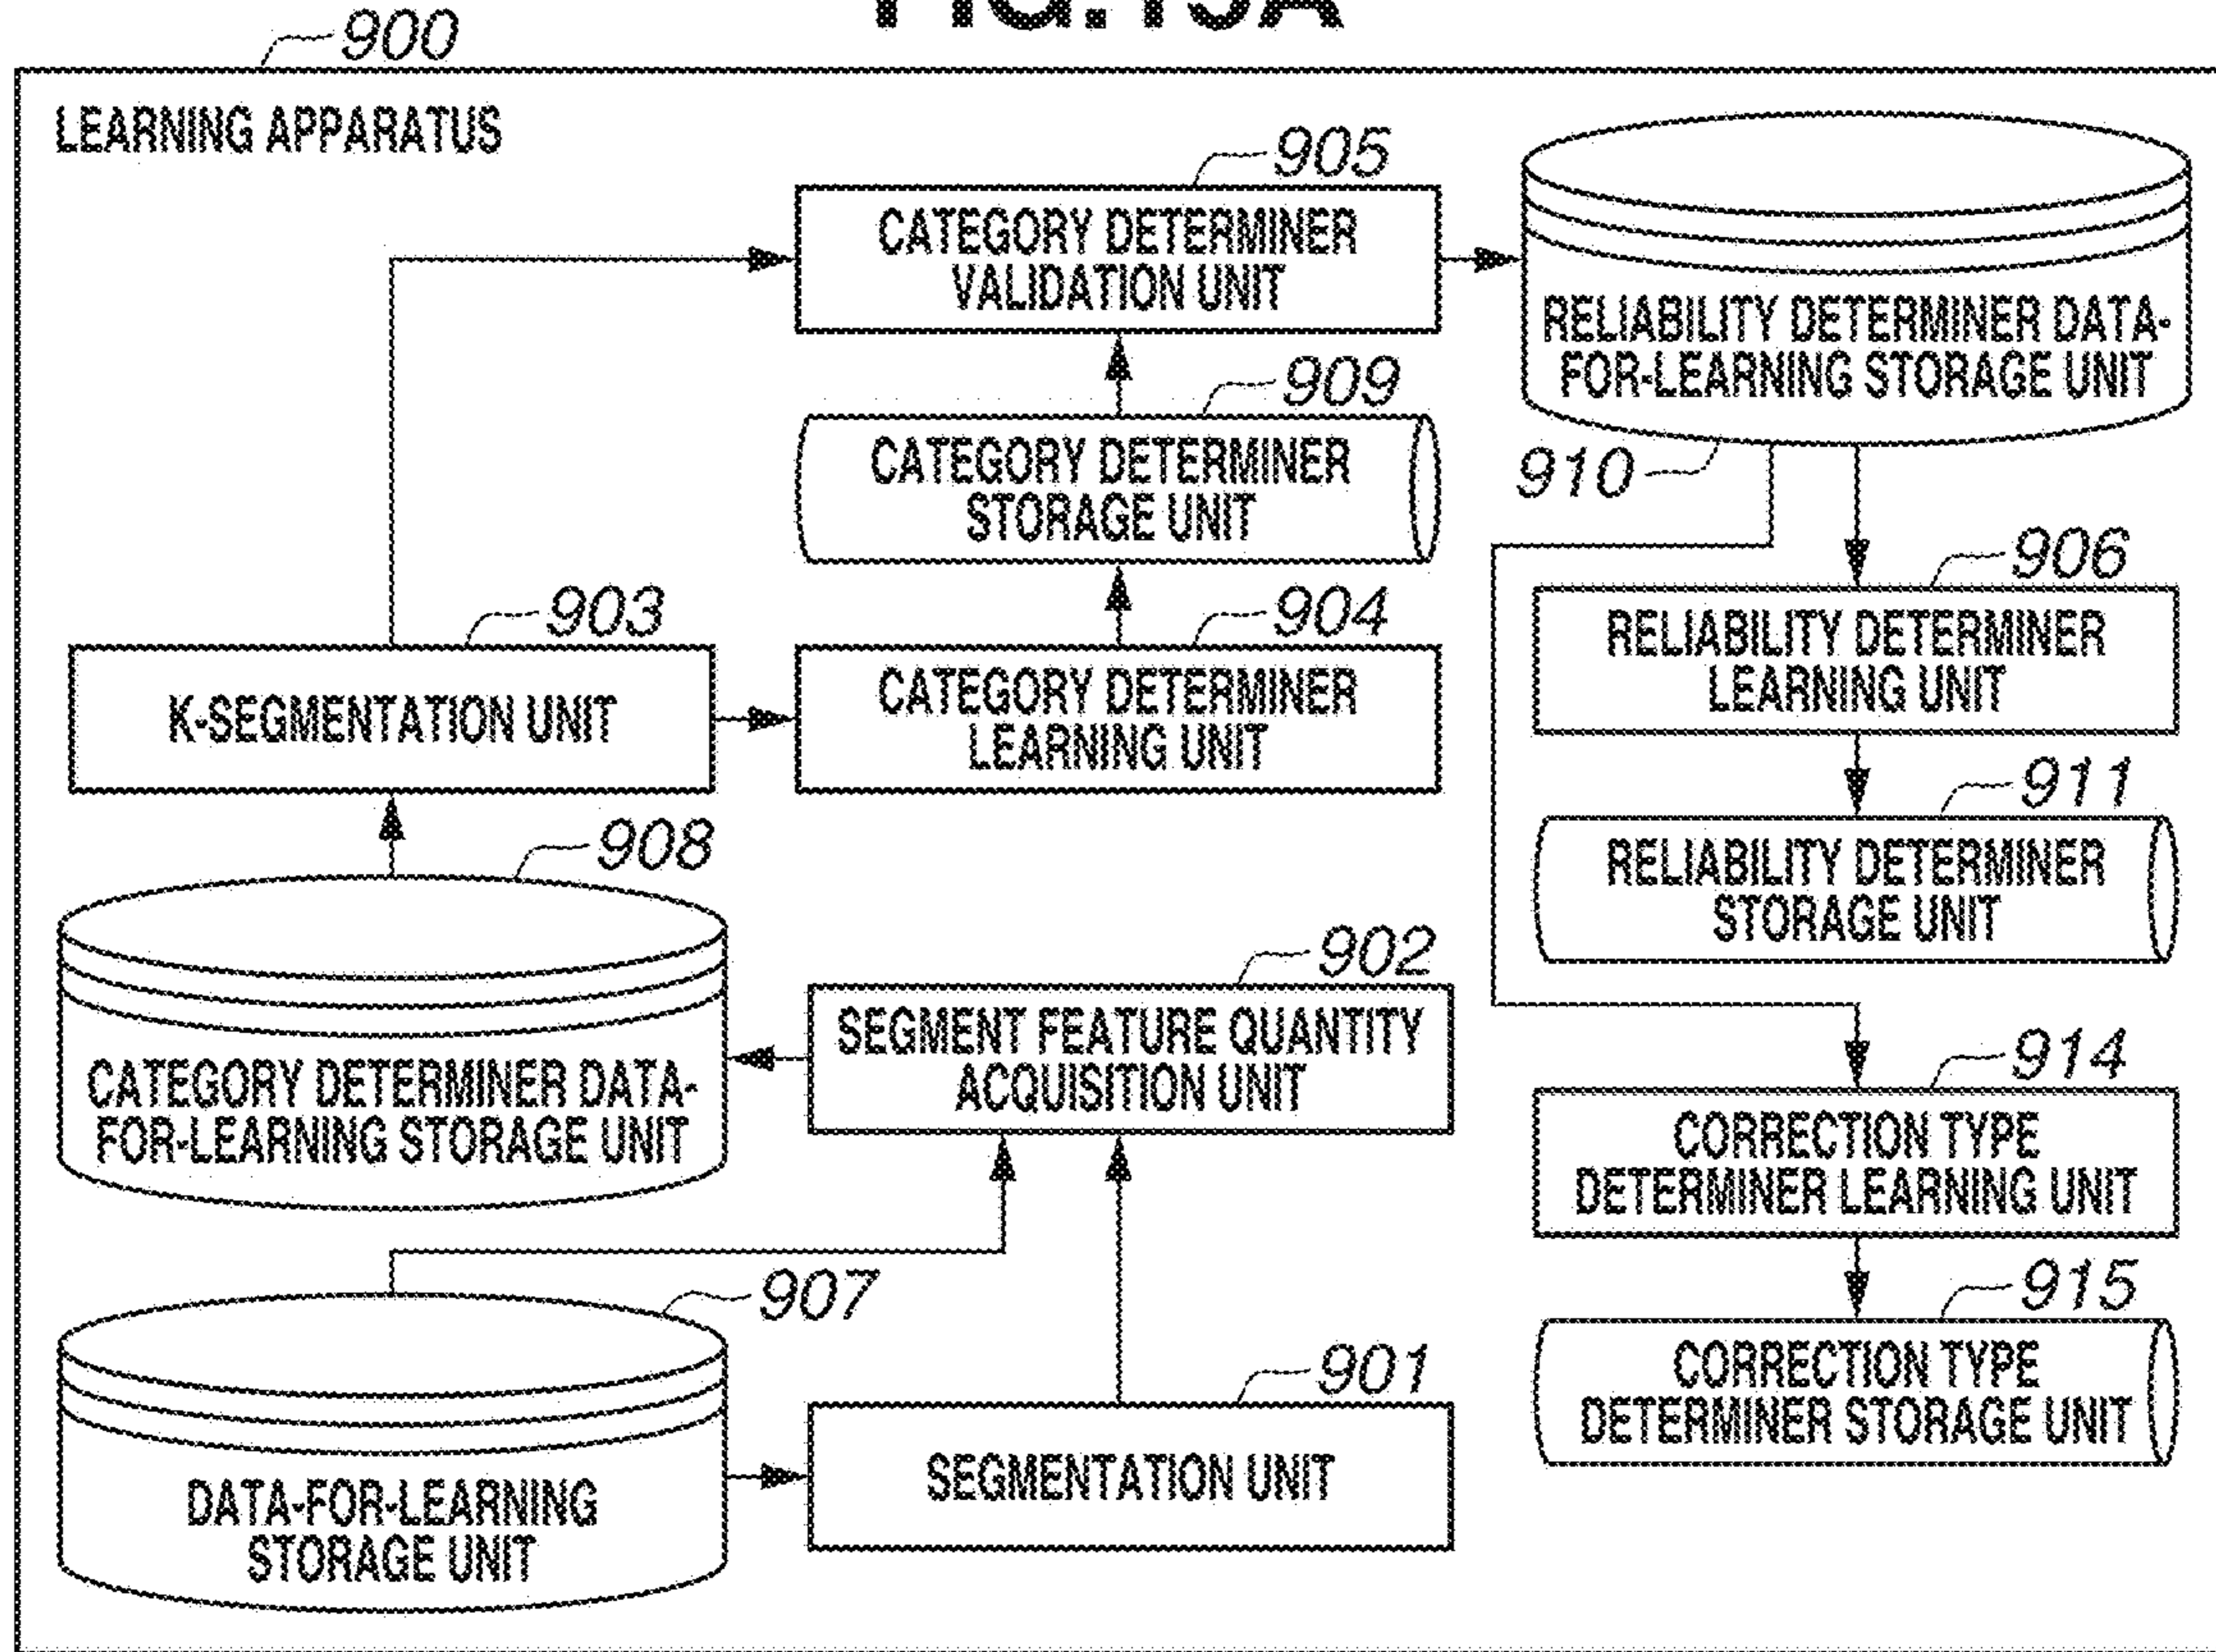 FIG.15A
900
LEARNING APPARATUS
905
CATEGORY DETERMINER
VALIDATION UNIT
RELIABILITY DETERMINER DATA-
FOR-LEARNING STORAGE UNIT
910
909
CATEGORY DETERMINER
STORAGE UNIT
903
K-SEGMENTATION UNIT
904
CATEGORY DETERMINER
LEARNING UNIT
906
RELIABILITY DETERMINER
LEARNING UNIT
911
RELIABILITY DETERMINER
STORAGE UNIT
908
CATEGORY DETERMINER DATA-
FOR-LEARNING STORAGE UNIT
902
SEGMENT FEATURE QUANTITY
ACQUISITION UNIT
914
CORRECTION TYPE
DETERMINER LEARNING UNIT
907
DATA-FOR-LEARNING
STORAGE UNIT
901
SEGMENTATION UNIT
915
CORRECTION TYPE
DETERMINER STORAGE UNIT